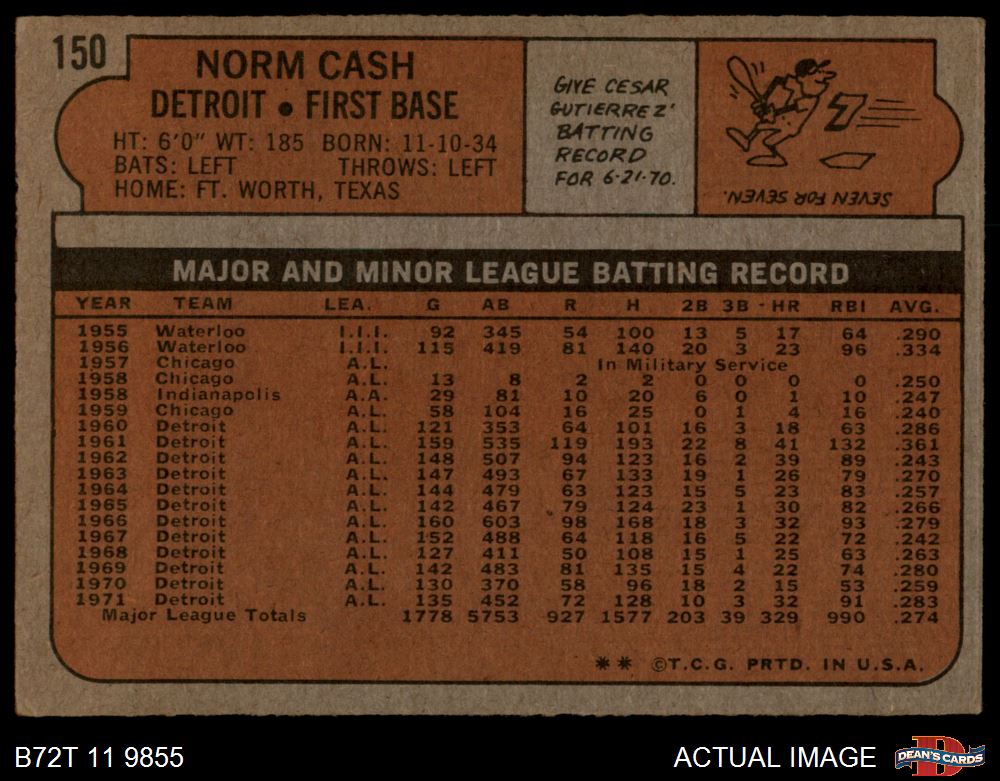 150
NORM CASH
DETROIT • FIRST BASE
HT: 6'0" WT: 185 BORN: 11-10-34
BATS: LEFT THROWS: LEFT
HOME: FT. WORTH, TEXAS
GIVE CESAR
GUTIERREZ'
BATTING
RECORD
FOR 6-21-70.
7
SEVEN FOR SEVEN.
MAJOR AND MINOR LEAGUE BATTING RECORD
YEAR TEAM LEA. G AB R H 2B 3B - HR RBI AVG.
1955 Waterloo I.I.I. 92 345 54 100 13 5 17 64 .290
1956 Waterloo I.I.I. 115 419 81 140 20 3 23 96 .334
1957 Chicago A.L. In Military Service
1958 Chicago A.L. 13 8 2 2 0 0 0 0 .250
1958 Indianapolis A.A. 29 81 10 20 6 0 1 10 .247
1959 Chicago A.L. 58 104 16 25 0 1 4 16 .240
1960 Detroit A.L. 121 353 64 101 16 3 18 63 .286
1961 Detroit A.L. 159 535 119 193 22 8 41 132 .361
1962 Detroit A.L. 148 507 94 123 16 2 39 89 .243
1963 Detroit A.L. 147 493 67 133 19 1 26 79 .270
1964 Detroit A.L. 144 479 63 123 15 5 23 83 .257
1965 Detroit A.L. 142 467 79 124 23 1 30 82 .266
1966 Detroit A.L. 160 603 98 168 18 3 32 93 .279
1967 Detroit A.L. 152 488 64 118 16 5 22 72 .242
1968 Detroit A.L. 127 411 50 108 15 1 25 63 .263
1969 Detroit A.L. 142 483 81 135 15 4 22 74 .280
1970 Detroit A.L. 130 370 58 96 18 2 15 53 .259
1971 Detroit A.L. 135 452 72 128 10 3 32 91 .283
Major League Totals 1778 5753 927 1577 203 39 329 990 .274
** ©T.C.G. PRTD. IN U.S.A.
B72T 11 9855
ACTUAL IMAGE
D
DEAN'S CARDS